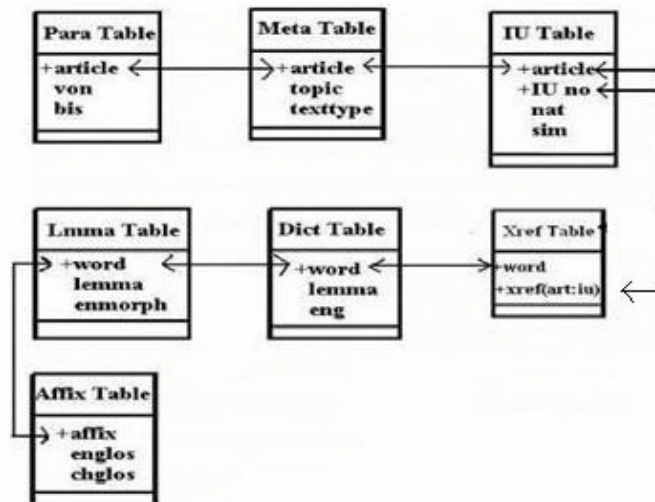 Para Table
+article
von
bis
Meta Table
+article
topic
texttype
IU Table
+article
+IU no
nat
sim
Lmma Table
+word
lemma
enmorph
Dict Table
+word
lemma
eng
Xref Table
+word
+xref(art:iu)
Affix Table
+affix
englos
chglos